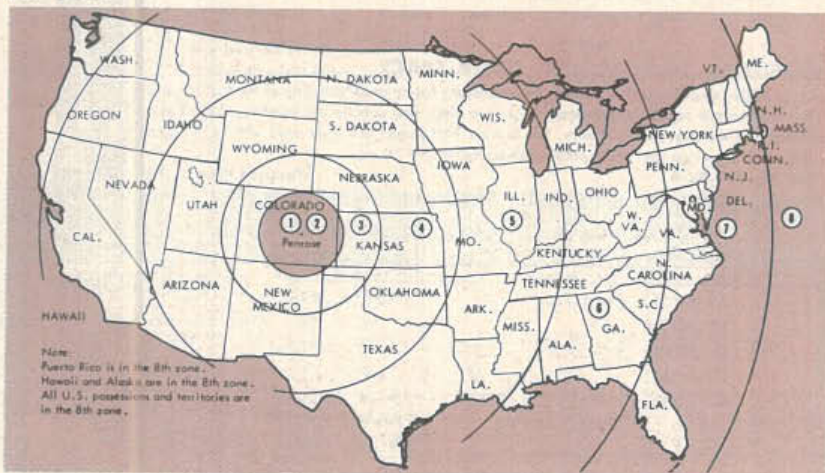 WASH.
MONTANA
N. DAKOTA
MINN.
VT.
ME.
OREGON
IDAHO
S. DAKOTA
WIS.
MICH.
NEW YORK
N.H.
MASS.
R.I.
CONN.
WYOMING
IOWA
PENN.
N.J.
NEVADA
UTAH
NEBRASKA
ILL.
IND.
OHIO
MD.
DEL.
COLORADO
W. VA.
VA.
CAL.
1 2 3 4 5 7 8
Penrose
KANSAS
MO.
KENTUCKY
N. CAROLINA
ARIZONA
NEW MEXICO
OKLAHOMA
ARK.
TENNESSEE
S.C.
6
HAWAII
TEXAS
MISS.
ALA.
GA.
LA.
FLA.
Note:
Puerto Rico is in the 8th zone.
Hawaii and Alaska are in the 8th zone.
All U.S. possessions and territories are
in the 8th zone.